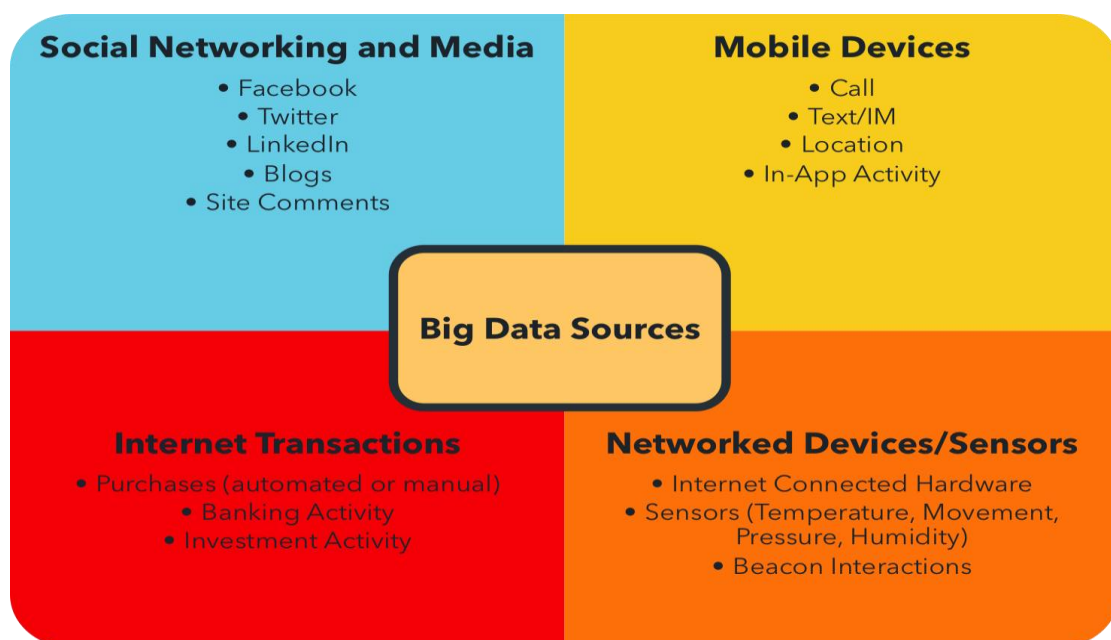 Social Networking and Media
• Facebook
• Twitter
• LinkedIn
• Blogs
• Site Comments
Mobile Devices
• Call
• Text/IM
• Location
• In-App Activity
Big Data Sources
Internet Transactions
• Purchases (automated or manual)
• Banking Activity
• Investment Activity
Networked Devices/Sensors
• Internet Connected Hardware
• Sensors (Temperature, Movement,
Pressure, Humidity)
• Beacon Interactions